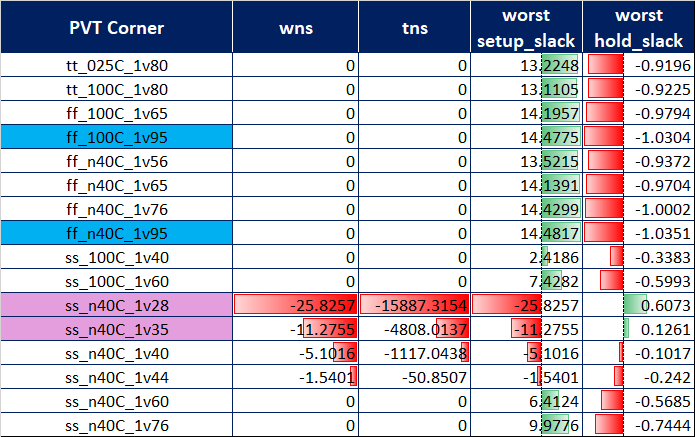 PVT Corner wns tns worst setup_slack worst hold_slack
tt_025C_1v80 0 0 13.2248 -0.9196
tt_100C_1v80 0 0 13.1105 -0.9225
ff_100C_1v65 0 0 14.1957 -0.9794
ff_100C_1v95 0 0 14.4775 -1.0304
ff_n40C_1v56 0 0 13.5215 -0.9372
ff_n40C_1v65 0 0 14.1391 -0.9704
ff_n40C_1v76 0 0 14.4299 -1.0002
ff_n40C_1v95 0 0 14.4817 -1.0351
ss_100C_1v40 0 0 2.4186 -0.3383
ss_100C_1v60 0 0 7.4282 -0.5993
ss_n40C_1v28 -25.8257 -15887.3154 -25.8257 0.6073
ss_n40C_1v35 -11.2755 -4808.0137 -11.2755 0.1261
ss_n40C_1v40 -5.1016 -1117.0438 -5.1016 -0.1017
ss_n40C_1v44 -1.5401 -50.8507 -1.5401 -0.242
ss_n40C_1v60 0 0 6.4124 -0.5685
ss_n40C_1v76 0 0 9.9776 -0.7444